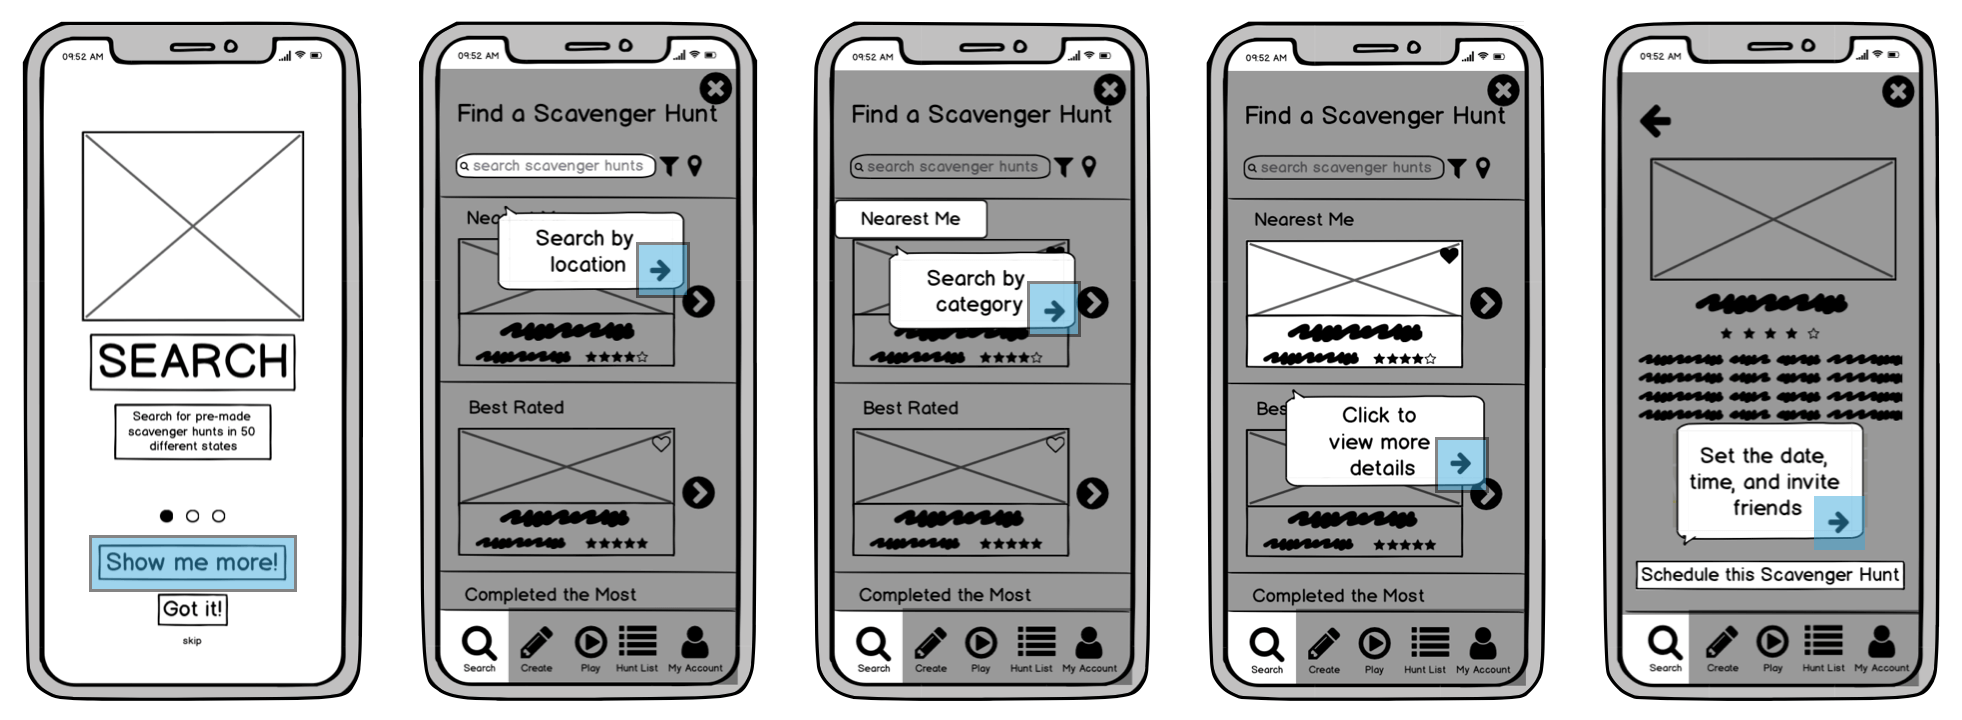 09:52 AM
SEARCH
Search for pre-made
scavenger hunts in 50
different states
Show me more!
Got it!
skip
09:52 AM
Find a Scavenger Hunt
search scavenger hunts
Search by
location
Best Rated
Completed the Most
Search Create Play Hunt List My Account
09:52 AM
Find a Scavenger Hunt
search scavenger hunts
Nearest Me
Search by
category
Best Rated
Completed the Most
Search Create Play Hunt List My Account
09:52 AM
Find a Scavenger Hunt
search scavenger hunts
Nearest Me
Click to
view more
details
Completed the Most
Search Create Play Hunt List My Account
09:52 AM
Set the date,
time, and invite
friends
Schedule this Scavenger Hunt
Search Create Play Hunt List My Account